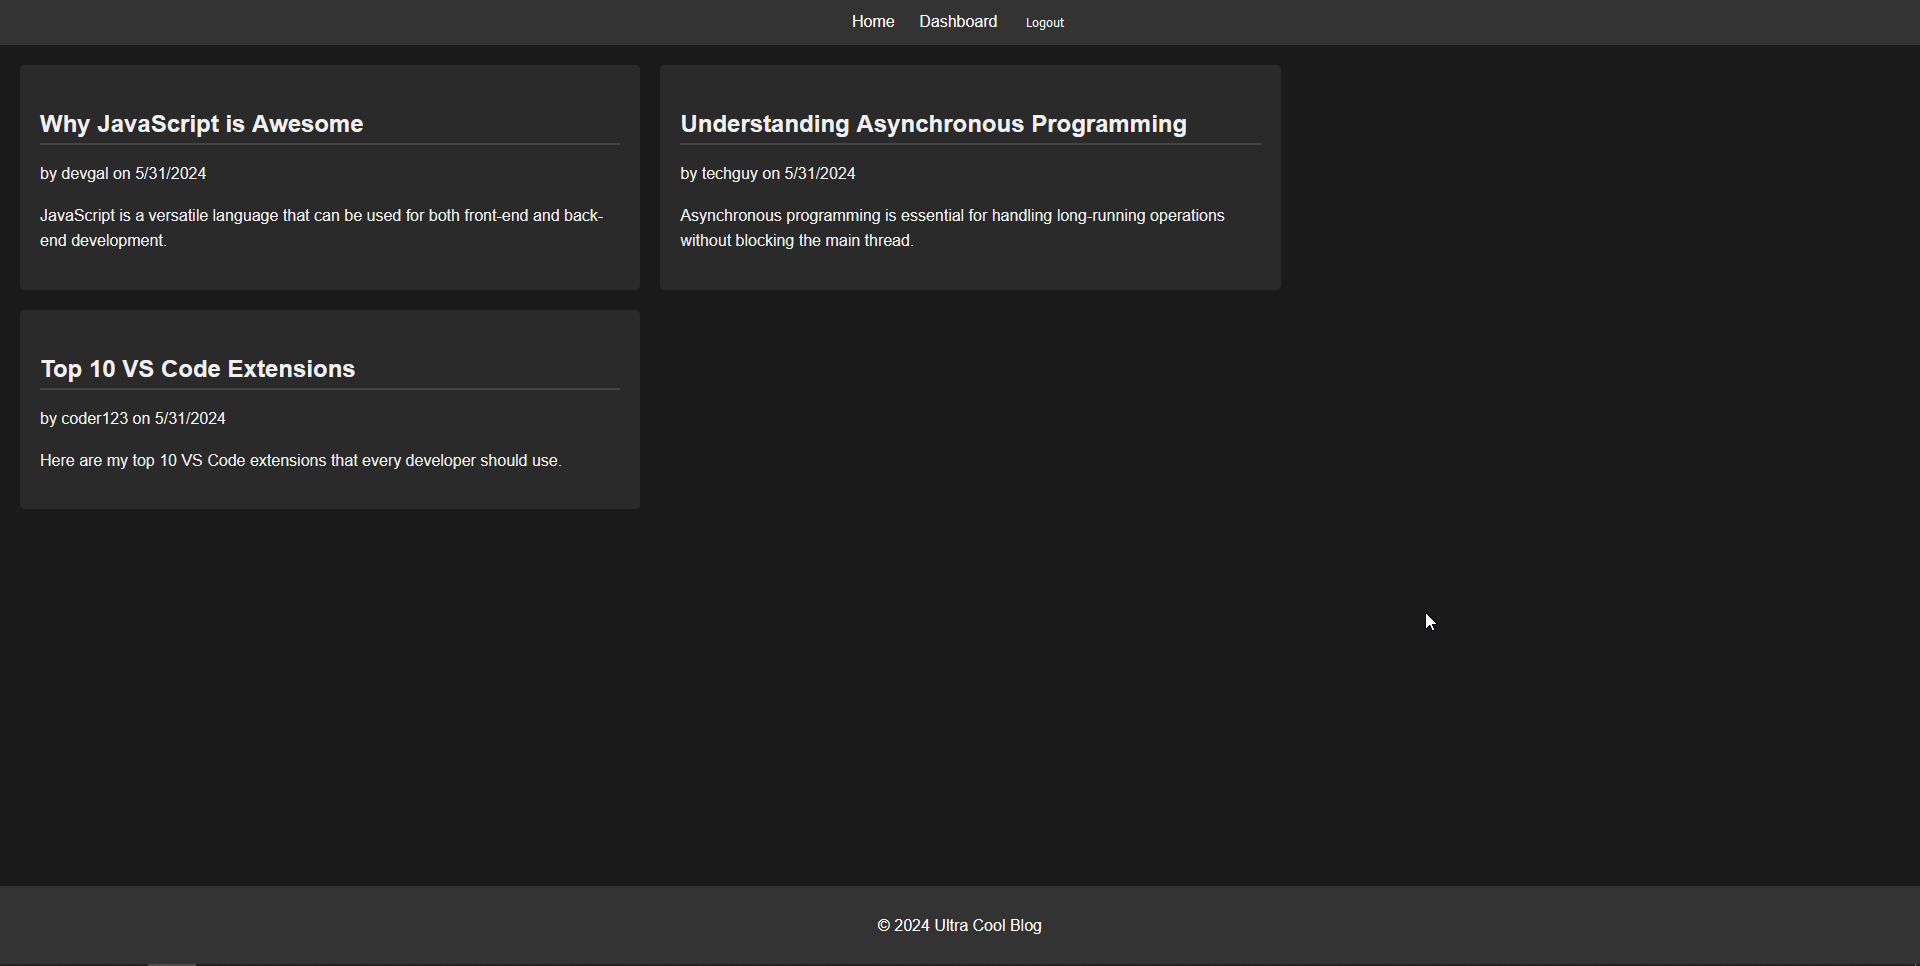 Home Dashboard Logout
Why JavaScript is Awesome
by devgal on 5/31/2024
JavaScript is a versatile language that can be used for both front-end and back-
end development.
Understanding Asynchronous Programming
by techguy on 5/31/2024
Asynchronous programming is essential for handling long-running operations
without blocking the main thread.
Top 10 VS Code Extensions
by coder123 on 5/31/2024
Here are my top 10 VS Code extensions that every developer should use.
© 2024 Ultra Cool Blog